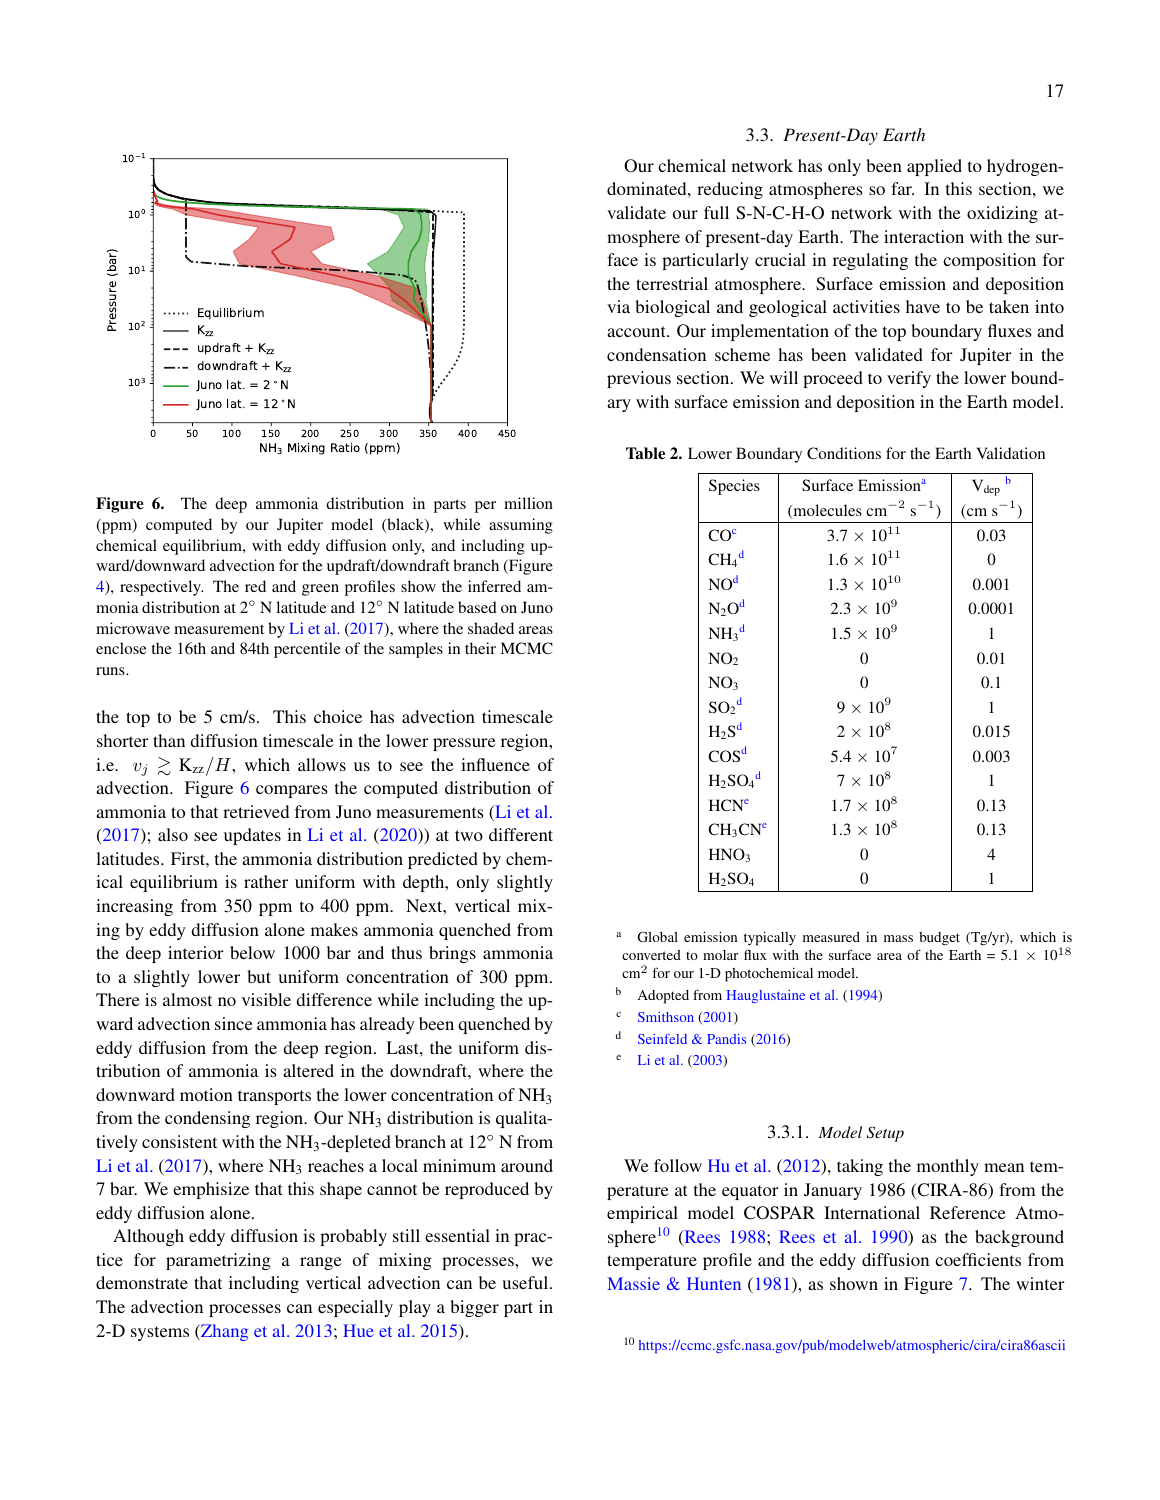 17
10⁻¹
10⁰
10¹
10²
10³
Pressure (bar)
Equilibrium
K_zz
updraft + K_zz
downdraft + K_zz
Juno lat. = 2°N
Juno lat. = 12°N
0 50 100 150 200 250 300 350 400 450
NH₃ Mixing Ratio (ppm)
Figure 6. The deep ammonia distribution in parts per million
(ppm) computed by our Jupiter model (black), while assuming
chemical equilibrium, with eddy diffusion only, and including up-
ward/downward advection for the updraft/downdraft branch (Figure
4), respectively. The red and green profiles show the inferred am-
monia distribution at 2° N latitude and 12° N latitude based on Juno
microwave measurement by Li et al. (2017), where the shaded areas
enclose the 16th and 84th percentile of the samples in their MCMC
runs.
the top to be 5 cm/s. This choice has advection timescale
shorter than diffusion timescale in the lower pressure region,
i.e. v_j ≳ K_zz/H, which allows us to see the influence of
advection. Figure 6 compares the computed distribution of
ammonia to that retrieved from Juno measurements (Li et al.
(2017); also see updates in Li et al. (2020)) at two different
latitudes. First, the ammonia distribution predicted by chem-
ical equilibrium is rather uniform with depth, only slightly
increasing from 350 ppm to 400 ppm. Next, vertical mix-
ing by eddy diffusion alone makes ammonia quenched from
the deep interior below 1000 bar and thus brings ammonia
to a slightly lower but uniform concentration of 300 ppm.
There is almost no visible difference while including the up-
ward advection since ammonia has already been quenched by
eddy diffusion from the deep region. Last, the uniform dis-
tribution of ammonia is altered in the downdraft, where the
downward motion transports the lower concentration of NH₃
from the condensing region. Our NH₃ distribution is qualita-
tively consistent with the NH₃-depleted branch at 12° N from
Li et al. (2017), where NH₃ reaches a local minimum around
7 bar. We emphisize that this shape cannot be reproduced by
eddy diffusion alone.
Although eddy diffusion is probably still essential in prac-
tice for parametrizing a range of mixing processes, we
demonstrate that including vertical advection can be useful.
The advection processes can especially play a bigger part in
2-D systems (Zhang et al. 2013; Hue et al. 2015).
3.3. Present-Day Earth
Our chemical network has only been applied to hydrogen-
dominated, reducing atmospheres so far. In this section, we
validate our full S-N-C-H-O network with the oxidizing at-
mosphere of present-day Earth. The interaction with the sur-
face is particularly crucial in regulating the composition for
the terrestrial atmosphere. Surface emission and deposition
via biological and geological activities have to be taken into
account. Our implementation of the top boundary fluxes and
condensation scheme has been validated for Jupiter in the
previous section. We will proceed to verify the lower bound-
ary with surface emission and deposition in the Earth model.
Table 2. Lower Boundary Conditions for the Earth Validation
Species Surface Emissionᵃ V_dep ᵇ
(molecules cm⁻² s⁻¹) (cm s⁻¹)
COᶜ 3.7 × 10¹¹ 0.03
CH₄ᵈ 1.6 × 10¹¹ 0
NOᵈ 1.3 × 10¹⁰ 0.001
N₂Oᵈ 2.3 × 10⁹ 0.0001
NH₃ᵈ 1.5 × 10⁹ 1
NO₂ 0 0.01
NO₃ 0 0.1
SO₂ᵈ 9 × 10⁹ 1
H₂Sᵈ 2 × 10⁸ 0.015
COSᵈ 5.4 × 10⁷ 0.003
H₂SO₄ᵈ 7 × 10⁸ 1
HCNᵉ 1.7 × 10⁸ 0.13
CH₃CNᵉ 1.3 × 10⁸ 0.13
HNO₃ 0 4
H₂SO₄ 0 1
ᵃ Global emission typically measured in mass budget (Tg/yr), which is
converted to molar flux with the surface area of the Earth = 5.1 × 10¹⁸
cm² for our 1-D photochemical model.
ᵇ Adopted from Hauglustaine et al. (1994)
ᶜ Smithson (2001)
ᵈ Seinfeld & Pandis (2016)
ᵉ Li et al. (2003)
3.3.1. Model Setup
We follow Hu et al. (2012), taking the monthly mean tem-
perature at the equator in January 1986 (CIRA-86) from the
empirical model COSPAR International Reference Atmo-
sphere¹⁰ (Rees 1988; Rees et al. 1990) as the background
temperature profile and the eddy diffusion coefficients from
Massie & Hunten (1981), as shown in Figure 7. The winter
¹⁰ https://ccmc.gsfc.nasa.gov/pub/modelweb/atmospheric/cira/cira86ascii